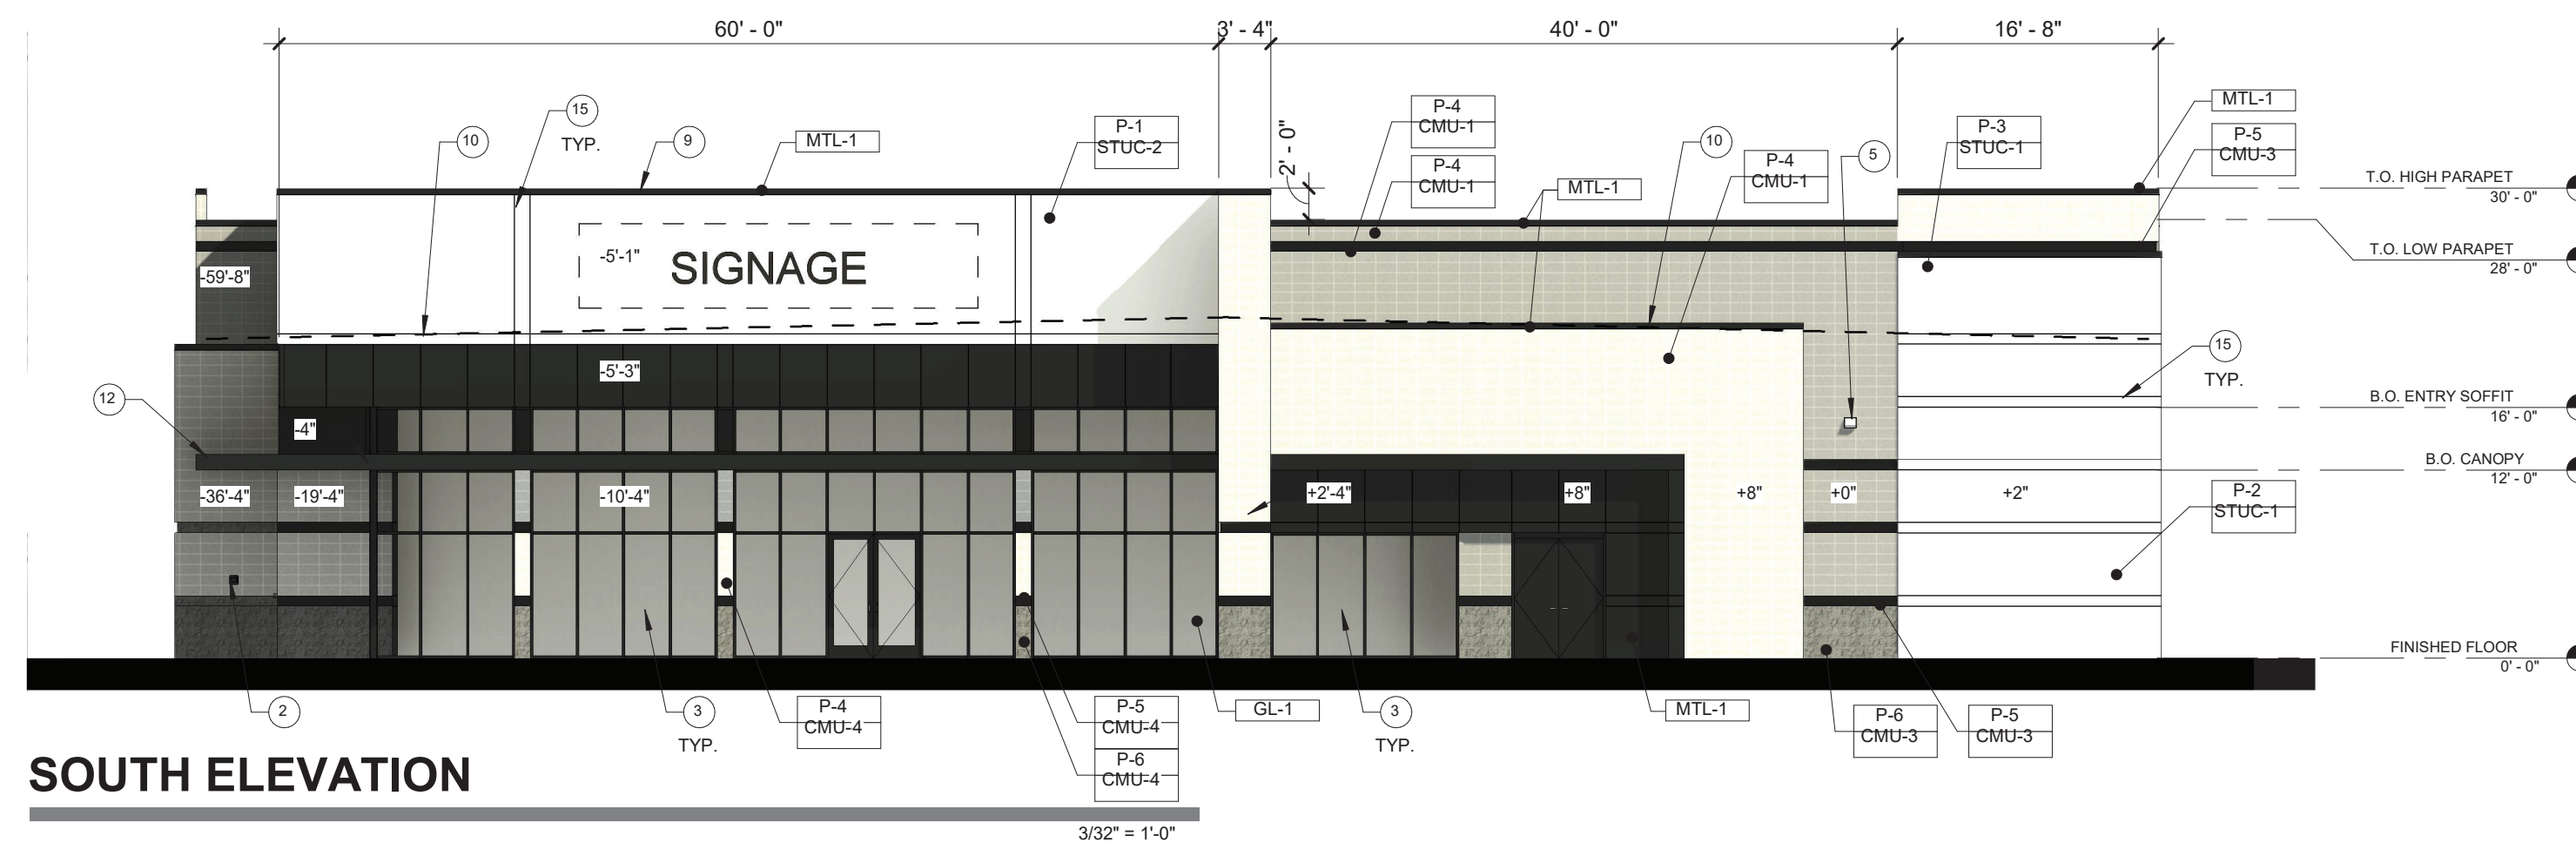 60' - 0"
3' - 4"
40' - 0"
16' - 8"
15
TYP.
10
9
MTL-1
P-1
STUC-2
2' - 0"
P-4
CMU-1
P-4
CMU-1
MTL-1
10
P-4
CMU-1
5
P-3
STUC-1
MTL-1
P-5
CMU-3
T.O. HIGH PARAPET
30' - 0"
T.O. LOW PARAPET
28' - 0"
-59'-8"
-5'-1"
SIGNAGE
-5'-3"
15
TYP.
12
-4"
B.O. ENTRY SOFFIT
16' - 0"
B.O. CANOPY
12' - 0"
-36'-4"
-19'-4"
-10'-4"
+2'-4"
+8"
+8"
+0"
+2"
P-2
STUC-1
FINISHED FLOOR
0' - 0"
2
3
TYP.
P-4
CMU-4
P-5
CMU-4
P-6
CMU-4
GL-1
3
TYP.
MTL-1
P-6
CMU-3
P-5
CMU-3
SOUTH ELEVATION
3/32" = 1'-0"